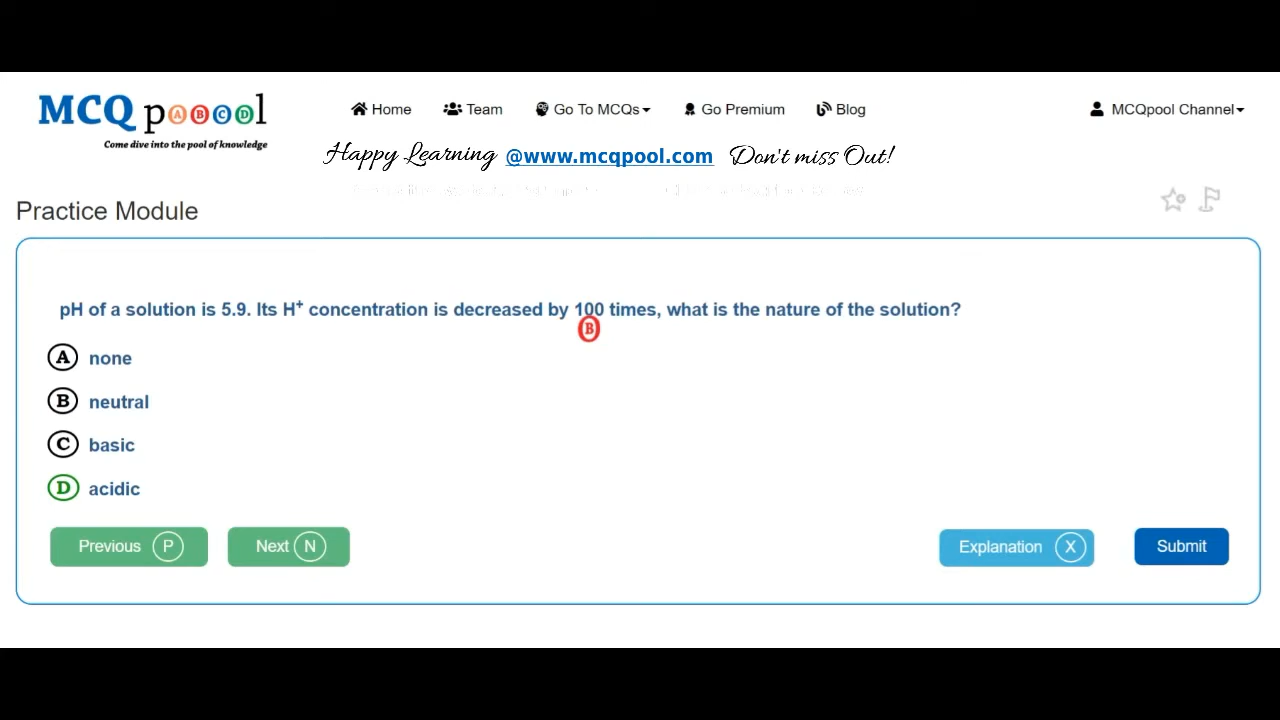 MCQ pABCDl
Come dive into the pool of knowledge
Home Team Go To MCQs Go Premium Blog MCQpool Channel
Happy Learning @www.mcqpool.com Don't miss Out!
Practice Module
pH of a solution is 5.9. Its H⁺ concentration is decreased by 100 times, what is the nature of the solution?
B
A none
B neutral
C basic
D acidic
Previous P Next N Explanation X Submit